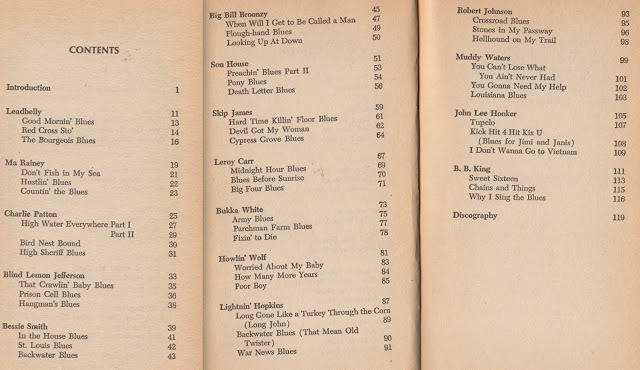 CONTENTS
Introduction 1
Leadbelly 11
Good Mornin' Blues 13
Red Cross Sto' 14
The Bourgeois Blues 16
Ma Rainey 19
Don't Fish in My Sea 21
Hustlin' Blues 22
Countin' the Blues 23
Charlie Patton 25
High Water Everywhere Part I 27
Part II 29
Bird Nest Bound 30
High Sheriff Blues 31
Blind Lemon Jefferson 33
That Crawlin' Baby Blues 35
Prison Cell Blues 36
Hangman's Blues 38
Bessie Smith 39
In the House Blues 41
St. Louis Blues 42
Backwater Blues 43
Big Bill Broonzy 45
When Will I Get to Be Called a Man 47
Plough-hand Blues 49
Looking Up At Down 50
Son House 51
Preachin' Blues Part II 53
Pony Blues 54
Death Letter Blues 56
Skip James 59
Hard Time Killin' Floor Blues 61
Devil Got My Woman 62
Cypress Grove Blues 64
Leroy Carr 67
Midnight Hour Blues 69
Blues Before Sunrise 70
Big Four Blues 71
Bukka White 73
Army Blues 75
Parchman Farm Blues 77
Fixin' to Die 78
Howlin' Wolf 81
Worried About My Baby 83
How Many More Years 84
Poor Boy 85
Lightnin' Hopkins 87
Long Gone Like a Turkey Through the Corn
(Long John) 89
Backwater Blues (That Mean Old
Twister) 90
War News Blues 91
Robert Johnson 93
Crossroad Blues 95
Stones in My Passway 96
Hellhound on My Trail 98
Muddy Waters 99
You Can't Lose What
You Ain't Never Had 101
You Gonna Need My Help 102
Louisiana Blues 103
John Lee Hooker 105
Tupelo 107
Kick Hit 4 Hit Kix U
(Blues for Jimi and Janis) 108
I Don't Wanna Go to Vietnam 109
B. B. King 111
Sweet Sixteen 113
Chains and Things 115
Why I Sing the Blues 116
Discography 119